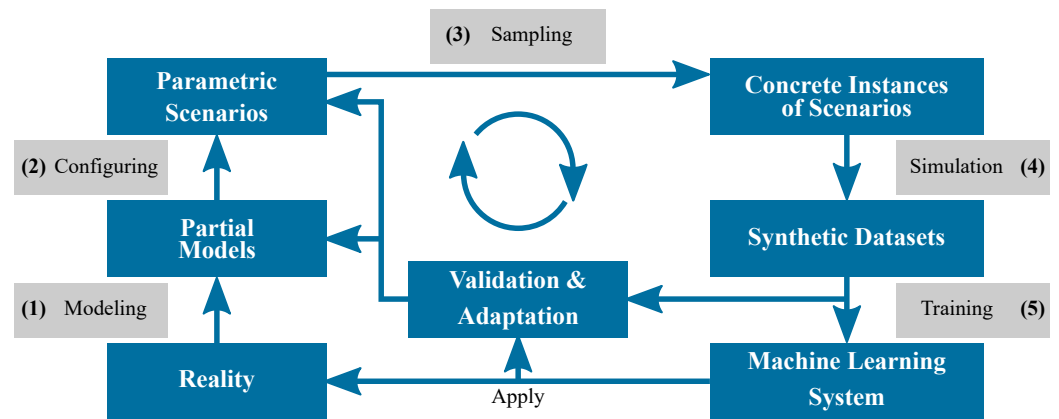 (3) Sampling
Parametric
Scenarios
Concrete Instances
of Scenarios
(2) Configuring
Simulation (4)
Partial
Models
Synthetic Datasets
Validation &
Adaptation
(1) Modeling
Training (5)
Reality
Machine Learning
System
Apply